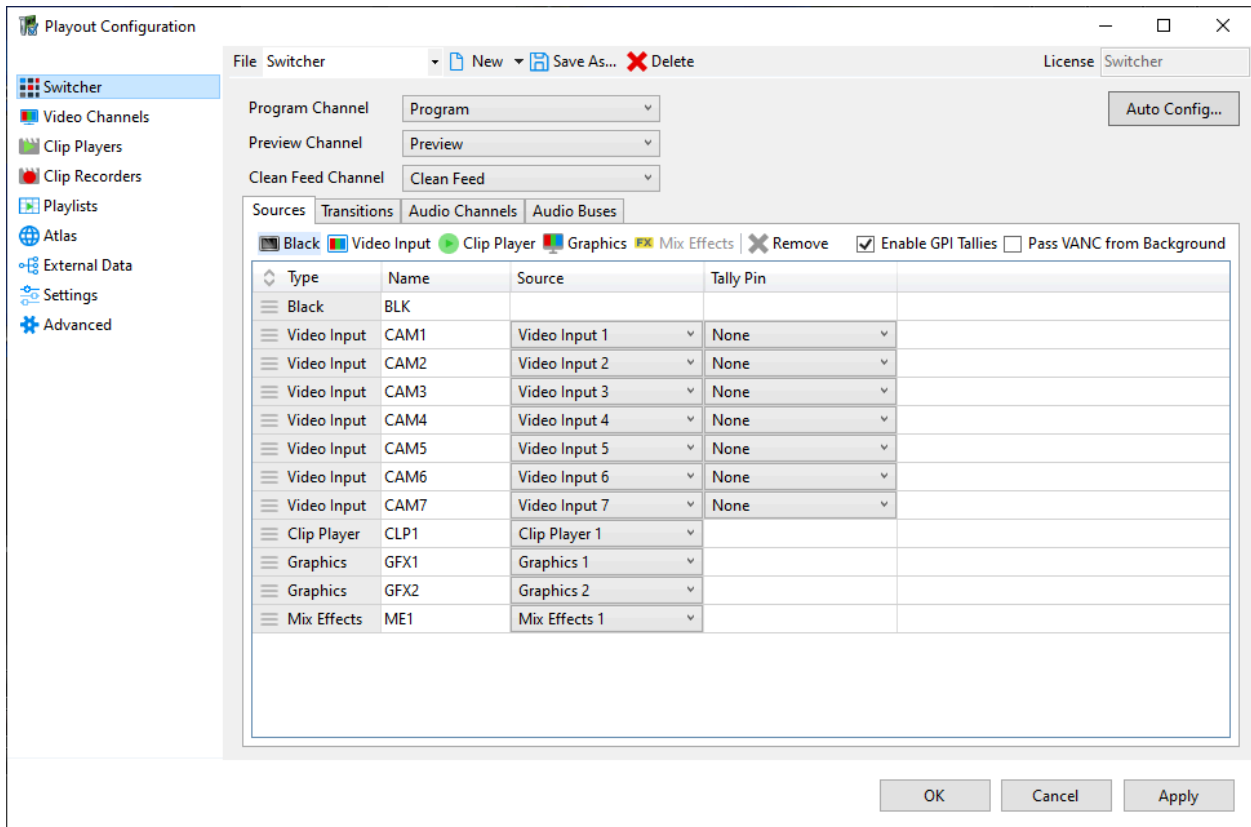 Playout Configuration
File Switcher New Save As... Delete License Switcher
Switcher
Video Channels
Clip Players
Clip Recorders
Playlists
Atlas
External Data
Settings
Advanced
Program Channel Program Auto Config...
Preview Channel Preview
Clean Feed Channel Clean Feed
Sources Transitions Audio Channels Audio Buses
Black Video Input Clip Player Graphics FX Mix Effects Remove Enable GPI Tallies Pass VANC from Background
Type Name Source Tally Pin
Black BLK
Video Input CAM1 Video Input 1 None
Video Input CAM2 Video Input 2 None
Video Input CAM3 Video Input 3 None
Video Input CAM4 Video Input 4 None
Video Input CAM5 Video Input 5 None
Video Input CAM6 Video Input 6 None
Video Input CAM7 Video Input 7 None
Clip Player CLP1 Clip Player 1
Graphics GFX1 Graphics 1
Graphics GFX2 Graphics 2
Mix Effects ME1 Mix Effects 1
OK Cancel Apply